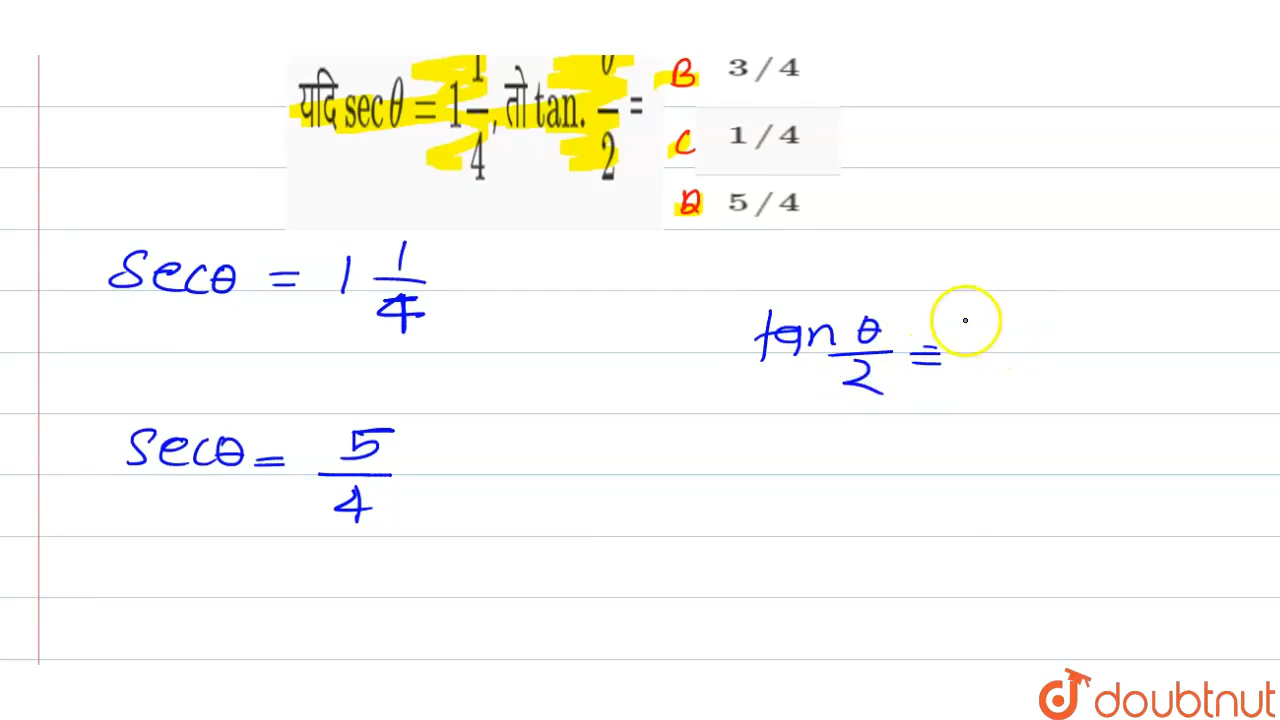 यदि sec θ = 1 1/4, तो tan. θ/2 =
B 3 / 4
C 1 / 4
D 5 / 4
Secθ = 1 1/4
tan θ/2 =
Secθ = 5/4
doubtnut